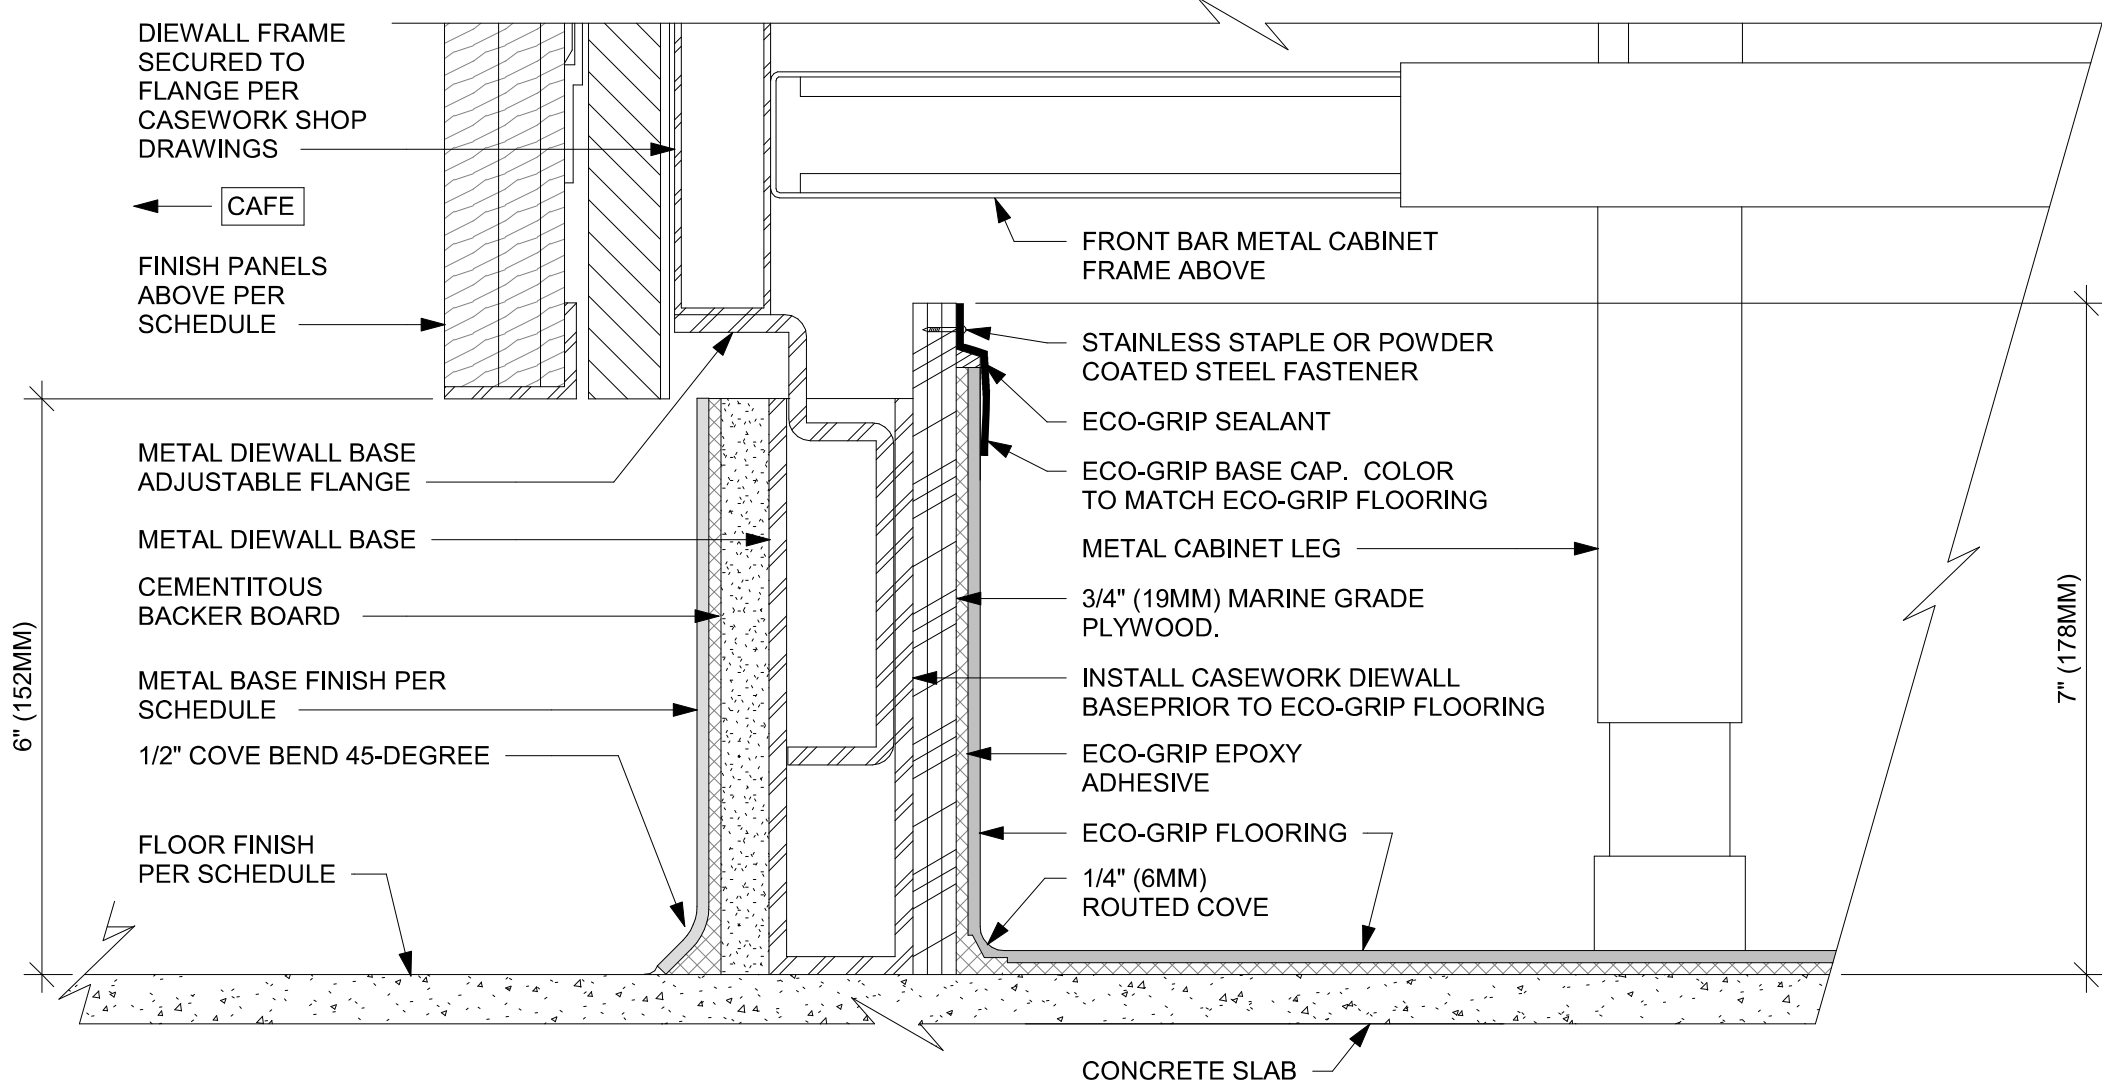 DIEWALL FRAME
SECURED TO
FLANGE PER
CASEWORK SHOP
DRAWINGS
CAFE
FINISH PANELS
ABOVE PER
SCHEDULE
METAL DIEWALL BASE
ADJUSTABLE FLANGE
METAL DIEWALL BASE
CEMENTITOUS
BACKER BOARD
METAL BASE FINISH PER
SCHEDULE
1/2" COVE BEND 45-DEGREE
FLOOR FINISH
PER SCHEDULE
6" (152MM)
FRONT BAR METAL CABINET
FRAME ABOVE
STAINLESS STAPLE OR POWDER
COATED STEEL FASTENER
ECO-GRIP SEALANT
ECO-GRIP BASE CAP.  COLOR
TO MATCH ECO-GRIP FLOORING
METAL CABINET LEG
3/4" (19MM) MARINE GRADE
PLYWOOD.
INSTALL CASEWORK DIEWALL
BASEPRIOR TO ECO-GRIP FLOORING
ECO-GRIP EPOXY
ADHESIVE
ECO-GRIP FLOORING
1/4" (6MM)
ROUTED COVE
CONCRETE SLAB
7" (178MM)